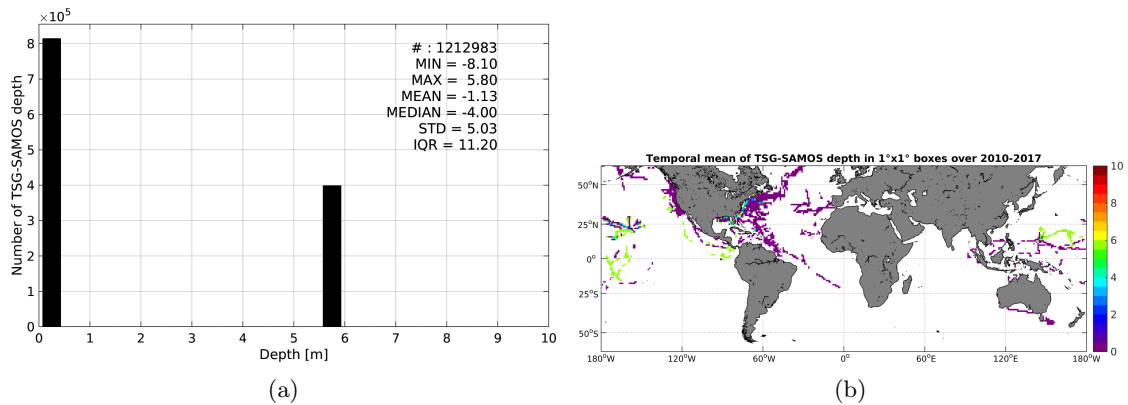 ×10⁵
Number of TSG-SAMOS depth
8
7
6
5
4
3
2
1
0
# : 1212983
MIN = -8.10
MAX = 5.80
MEAN = -1.13
MEDIAN = -4.00
STD = 5.03
IQR = 11.20
0 1 2 3 4 5 6 7 8 9 10
Depth [m]
(a)
Temporal mean of TSG-SAMOS depth in 1°x1° boxes over 2010-2017
50°N
25°N
0°
25°S
50°S
180°W 120°W 60°W 0° 60°E 120°E 180°E
10
8
6
4
2
0
(b)